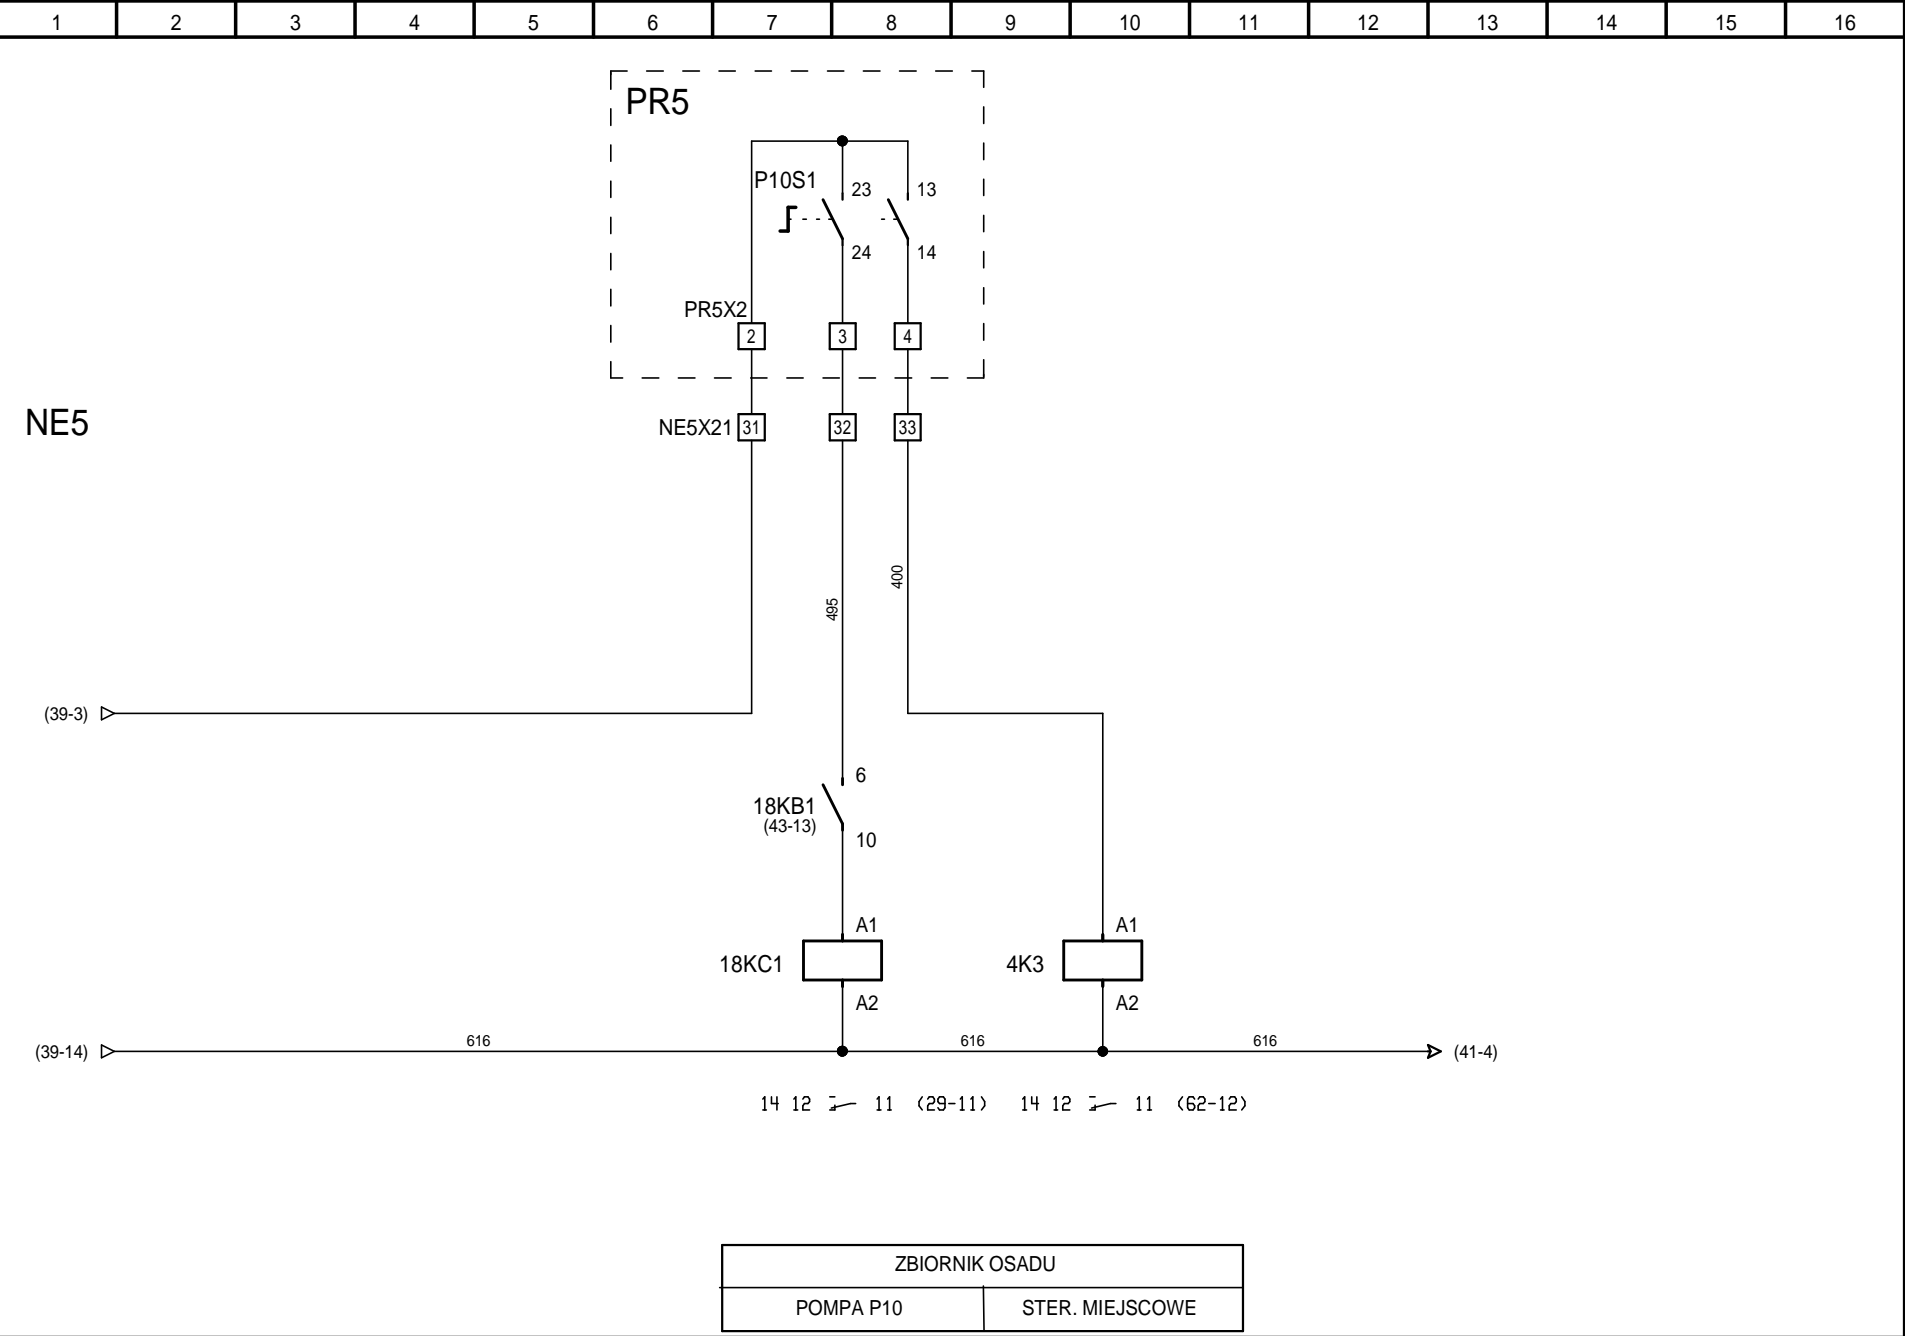 1 2 3 4 5 6 7 8 9 10 11 12 13 14 15 16
PR5
P10S1 23 13
24 14
PR5X2
2 3 4
NE5
NE5X21 31 32 33
400
495
(39-3)
6
18KB1
(43-13)
10
A1 A1
18KC1 4K3
A2 A2
616 616 616
(39-14) (41-4)
14 12 11 (29-11) 14 12 11 (62-12)
ZBIORNIK OSADU
POMPA P10 STER. MIEJSCOWE